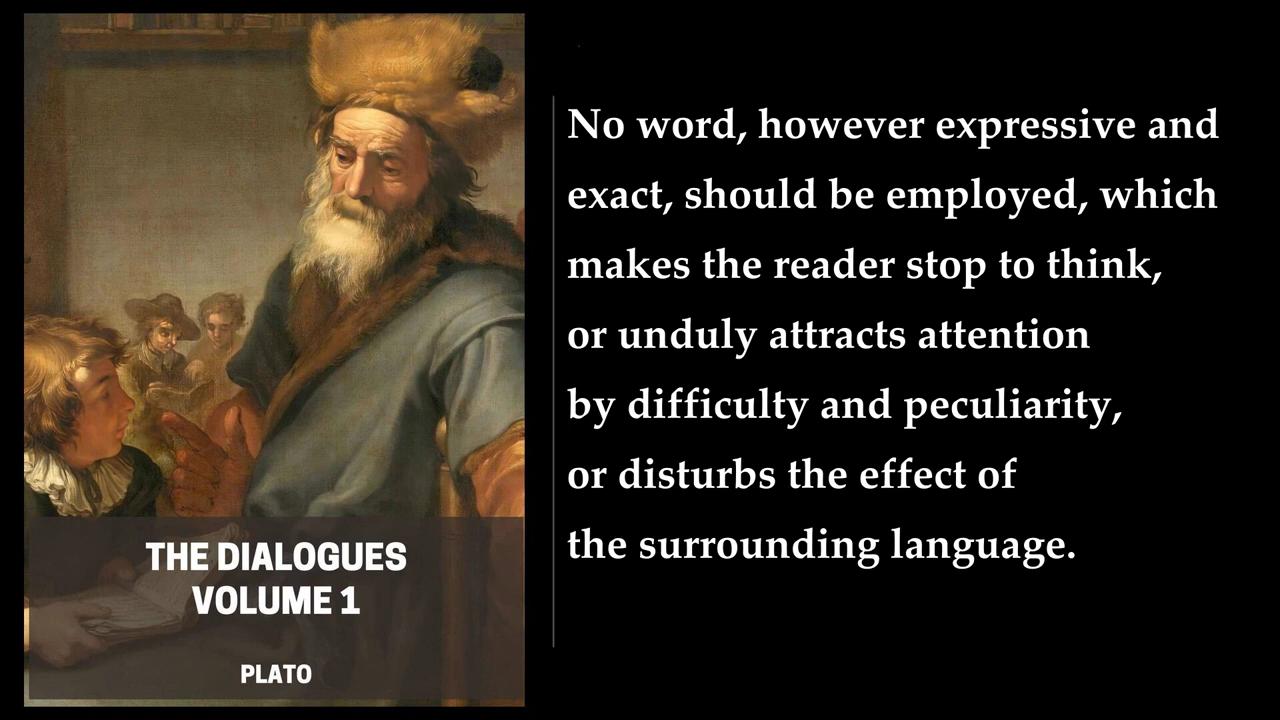 THE DIALOGUES
VOLUME 1
PLATO
No word, however expressive and
exact, should be employed, which
makes the reader stop to think,
or unduly attracts attention
by difficulty and peculiarity,
or disturbs the effect of
the surrounding language.